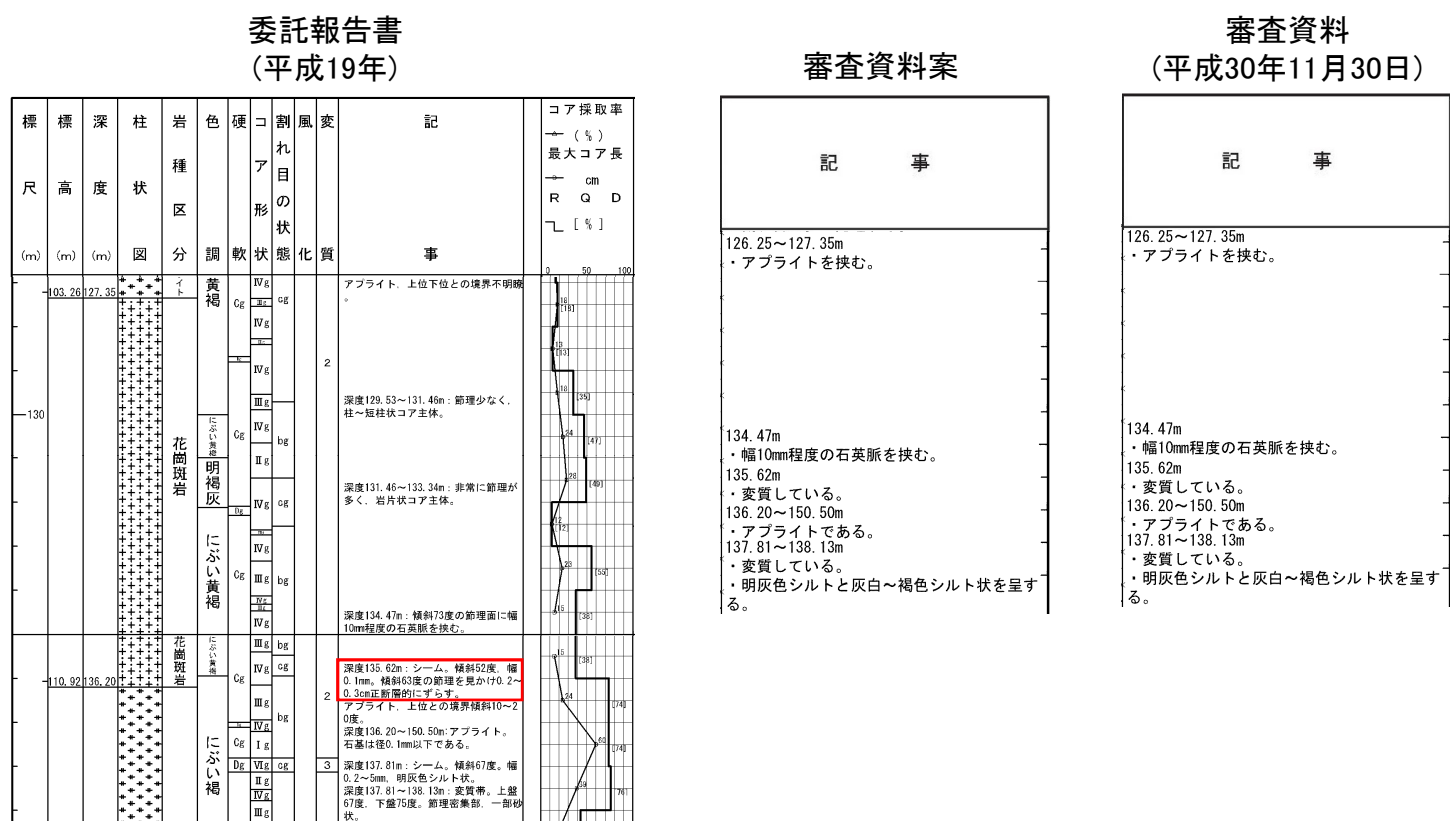 委託報告書
（平成19年）
審査資料案
審査資料
（平成30年11月30日）
標尺（m）
標高（m）
深度（m）
柱状図
岩種区分
色調
硬軟
コア形状
割れ目の状態
風化
変質
記事
コア採取率
（％）
最大コア長
cm
R Q D
[％]
0 50 100
103.26 127.35
130
110.92 136.20
花崗斑岩
花崗斑岩
黄褐
にぶい黄橙
明褐灰
にぶい黄褐
にぶい褐
2
2
3
アプライト．上位下位との境界不明瞭
。
深度129.53～131.46m：節理少なく，
柱～短柱状コア主体。
深度131.46～133.34m：非常に節理が
多く，岩片状コア主体。
深度134.47m：傾斜73度の節理面に幅
10mm程度の石英脈を挟む。
深度135.62m：シーム。傾斜52度．幅
0.1mm。傾斜63度の節理を見かけ0.2～
0.3cm正断層的にずらす。
アプライト．上位との境界傾斜10～2
0度。
深度136.20～150.50m:アプライト。
石基は径0.1mm以下である。
深度137.81m：シーム。傾斜67度。幅
0.2～5mm．明灰色シルト状。
深度137.81～138.13m：変質帯。上盤
67度．下盤75度。節理密集部．一部砂
状。
記事
126.25～127.35m
・アプライトを挟む。
134.47m
・幅10mm程度の石英脈を挟む。
135.62m
・変質している。
136.20～150.50m
・アプライトである。
137.81～138.13m
・変質している。
・明灰色シルトと灰白～褐色シルト状を呈す
る。
記事
126.25～127.35m
・アプライトを挟む。
134.47m
・幅10mm程度の石英脈を挟む。
135.62m
・変質している。
136.20～150.50m
・アプライトである。
137.81～138.13m
・変質している。
・明灰色シルトと灰白～褐色シルト状を呈す
る。